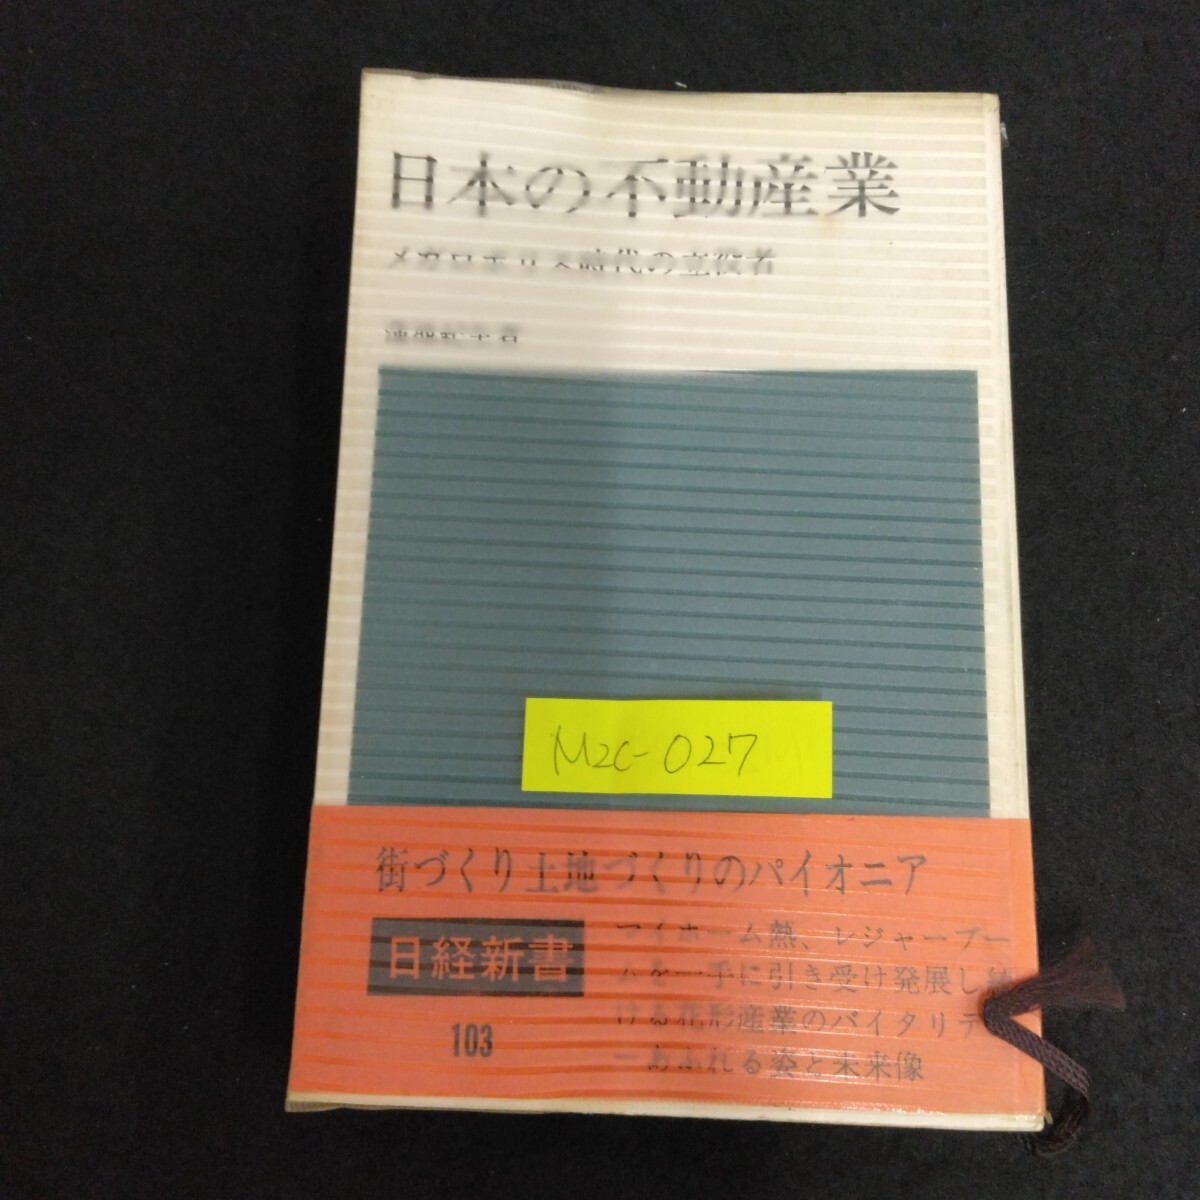 日本の不動産業
メガロポリス時代の主役者
M2C-027
街づくり土地づくりのパイオニア
日経新書
103
マイホーム熱、レジャーブー
ムを一手に引き受け発展し続
ける花形産業のバイタリテ
ーあふれる姿と未来像